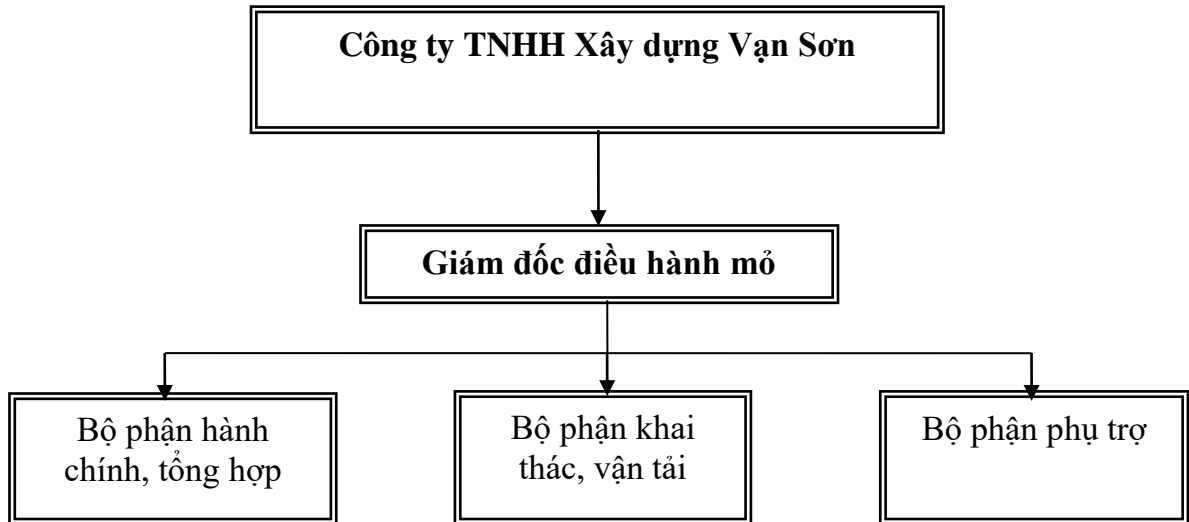 Công ty TNHH Xây dựng Vạn Sơn
Giám đốc điều hành mỏ
Bộ phận hành
chính, tổng hợp
Bộ phận khai
thác, vận tải
Bộ phận phụ trợ